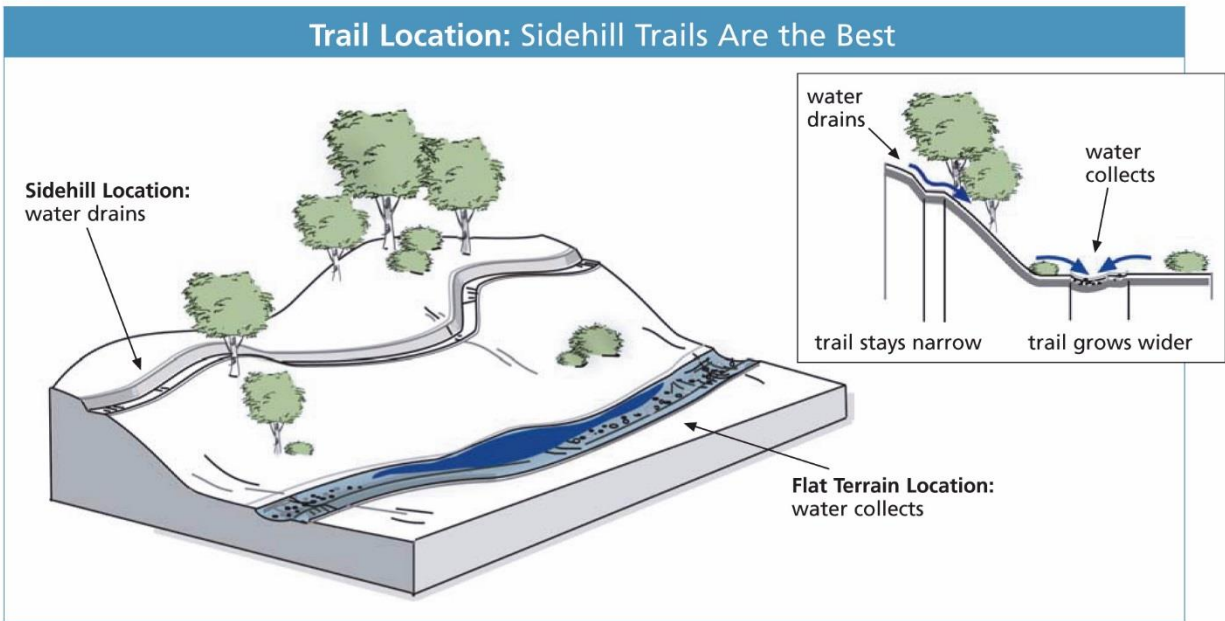 Trail Location: Sidehill Trails Are the Best
Sidehill Location:
water drains
water
drains
water
collects
trail stays narrow
trail grows wider
Flat Terrain Location:
water collects